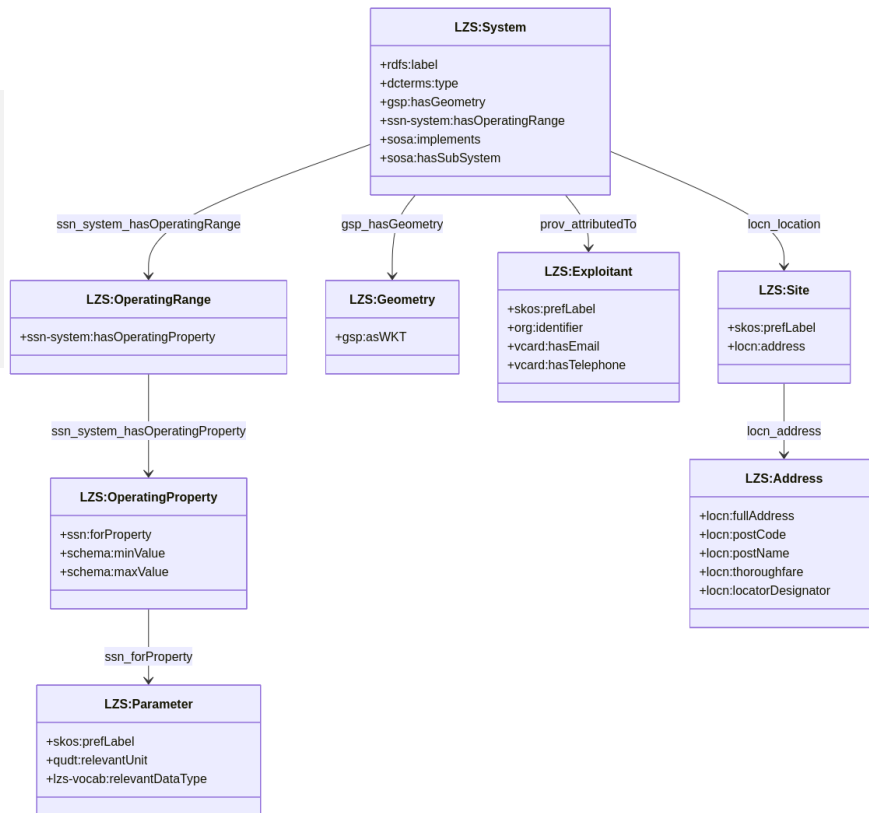 LZS:System
+rdfs:label
+dcterms:type
+gsp:hasGeometry
+ssn-system:hasOperatingRange
+sosa:implements
+sosa:hasSubSystem
ssn_system_hasOperatingRange
gsp_hasGeometry
prov_attributedTo
locn_location
LZS:OperatingRange
+ssn-system:hasOperatingProperty
LZS:Geometry
+gsp:asWKT
LZS:Exploitant
+skos:prefLabel
+org:identifier
+vcard:hasEmail
+vcard:hasTelephone
LZS:Site
+skos:prefLabel
+locn:address
ssn_system_hasOperatingProperty
locn_address
LZS:OperatingProperty
+ssn:forProperty
+schema:minValue
+schema:maxValue
LZS:Address
+locn:fullAddress
+locn:postCode
+locn:postName
+locn:thoroughfare
+locn:locatorDesignator
ssn_forProperty
LZS:Parameter
+skos:prefLabel
+qudt:relevantUnit
+lzs-vocab:relevantDataType